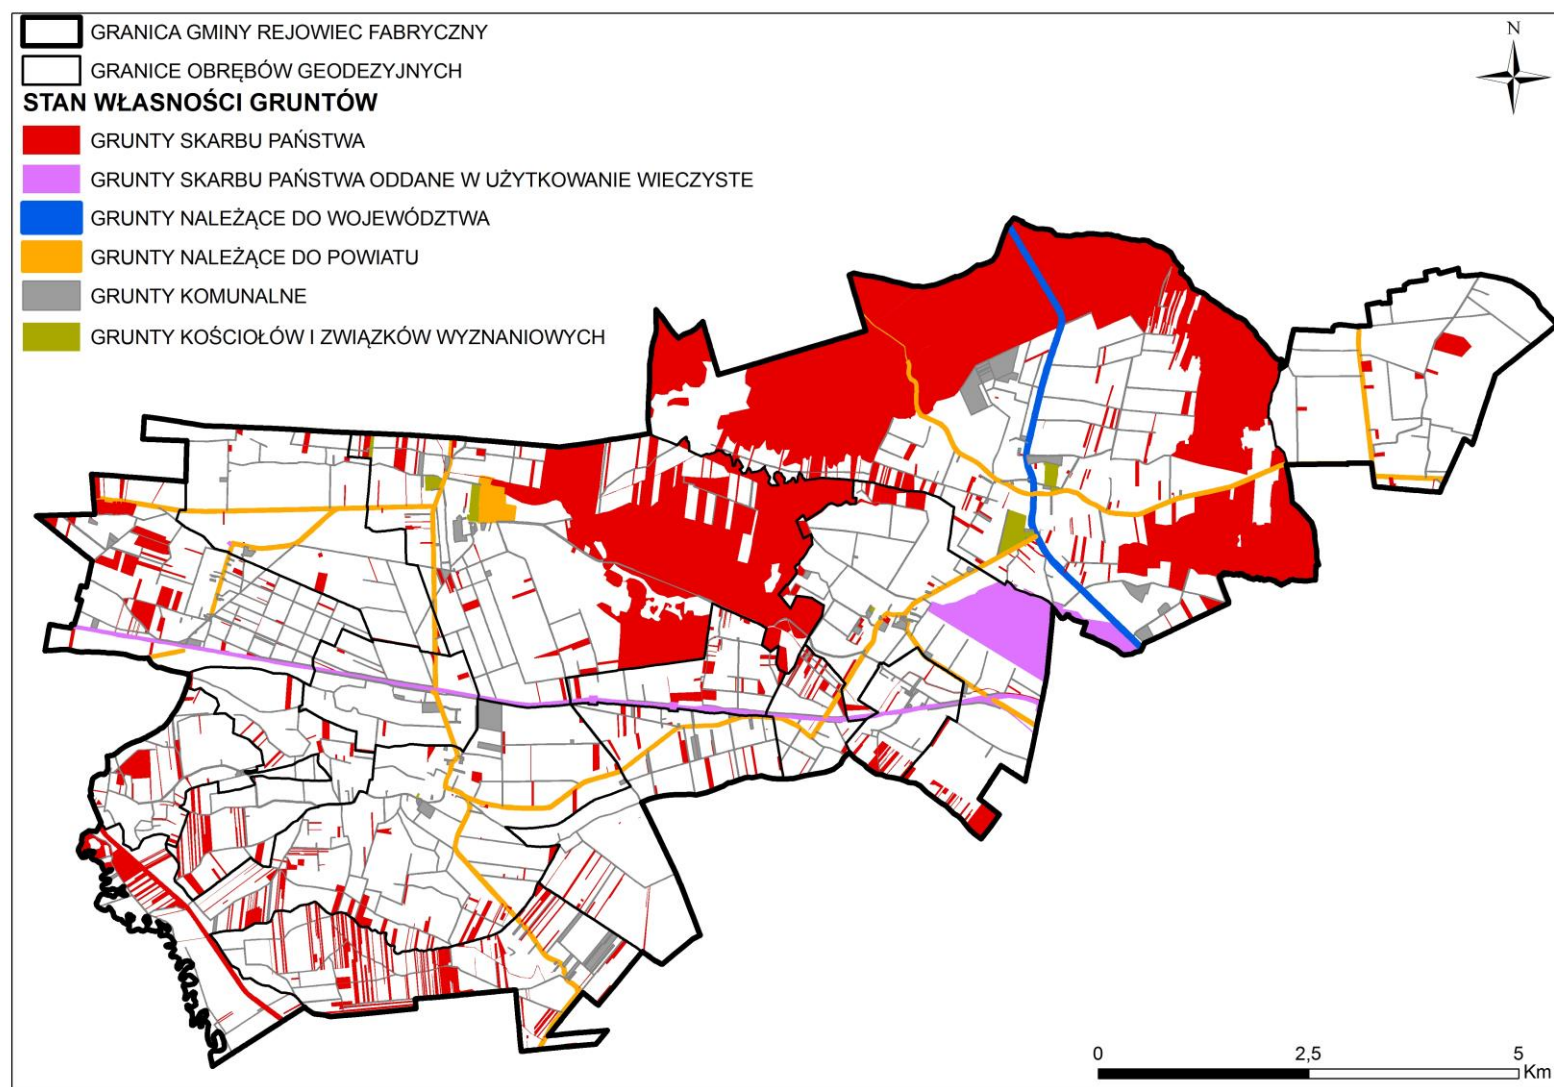 GRANICA GMINY REJOWIEC FABRYCZNY
GRANICE OBRĘBÓW GEODEZYJNYCH
STAN WŁASNOŚCI GRUNTÓW
GRUNTY SKARBU PAŃSTWA
GRUNTY SKARBU PAŃSTWA ODDANE W UŻYTKOWANIE WIECZYSTE
GRUNTY NALEŻĄCE DO WOJEWÓDZTWA
GRUNTY NALEŻĄCE DO POWIATU
GRUNTY KOMUNALNE
GRUNTY KOŚCIOŁÓW I ZWIĄZKÓW WYZNANIOWYCH
N
0 2,5 5
Km